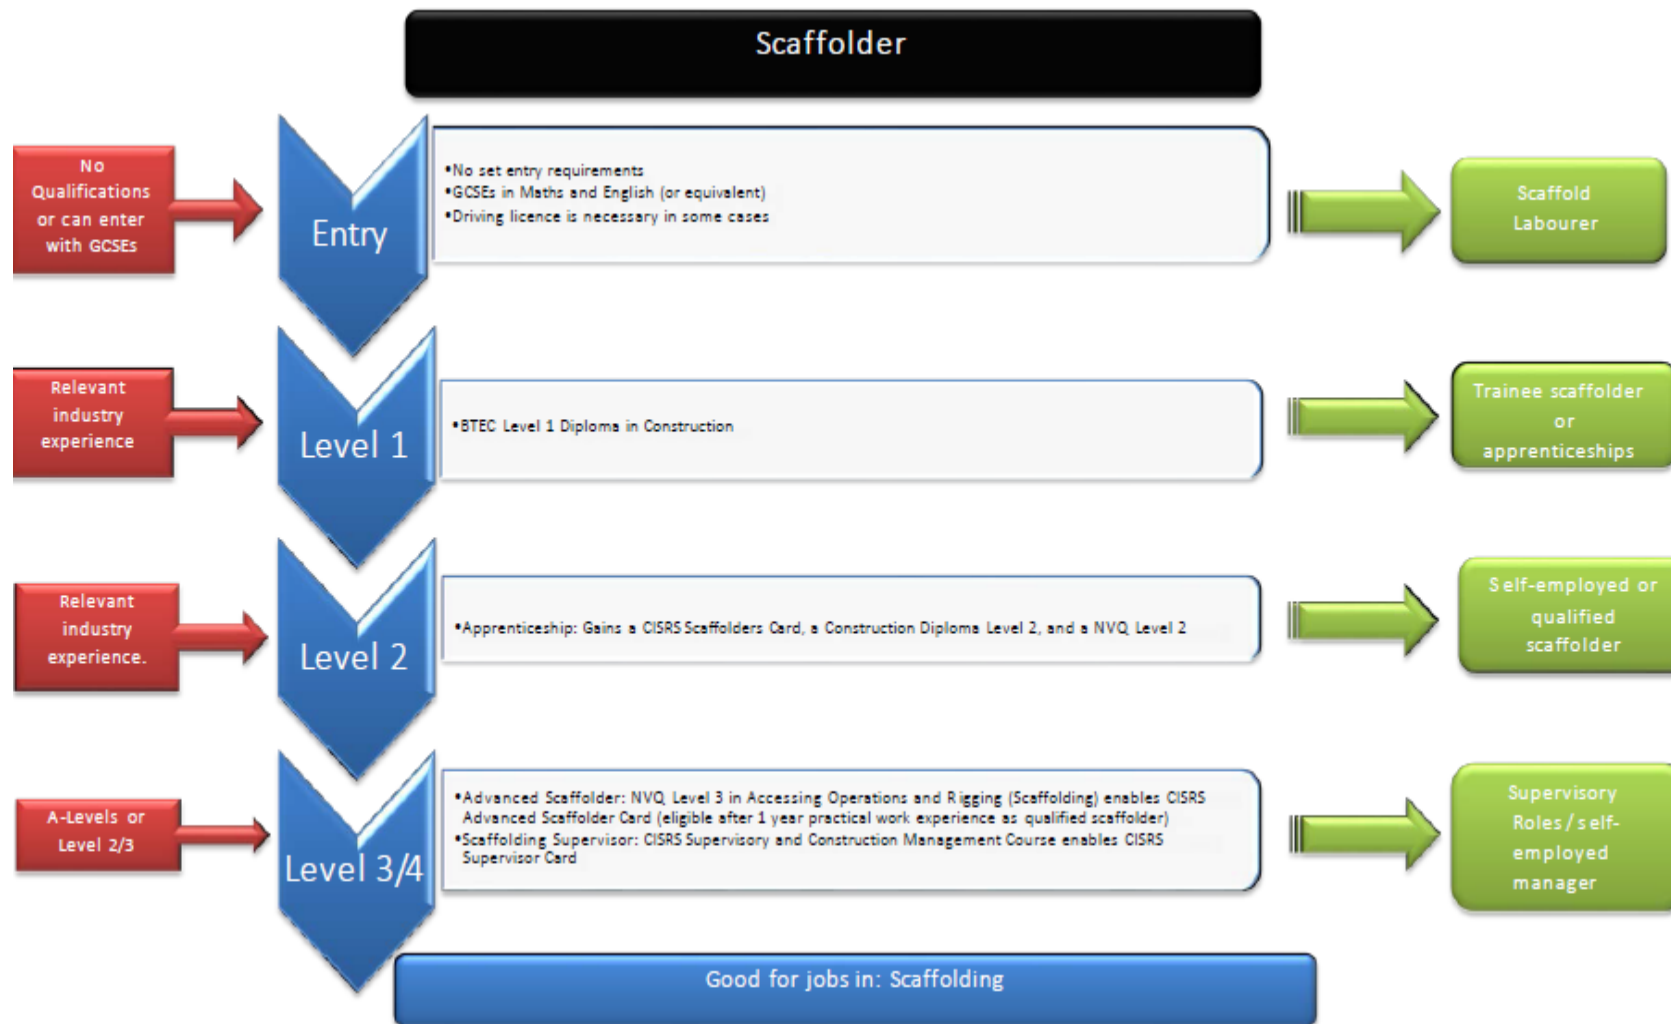 Scaffolder
No
Qualifications
or can enter
with GCSEs
Entry
•No set entry requirements
•GCSEs in Maths and English (or equivalent)
•Driving licence is necessary in some cases
Scaffold
Labourer
Relevant
industry
experience
Level 1
•BTEC Level 1 Diploma in Construction
Trainee scaffolder
or
apprenticeships
Relevant
industry
experience.
Level 2
•Apprenticeship: Gains a CISRS Scaffolders Card, a Construction Diploma Level 2, and a NVQ Level 2
Self-employed or
qualified
scaffolder
A-Levels or
Level 2/3
Level 3/4
•Advanced Scaffolder: NVQ Level 3 in Accessing Operations and Rigging (Scaffolding) enables CISRS
Advanced Scaffolder Card (eligible after 1 year practical work experience as qualified scaffolder)
•Scaffolding Supervisor: CISRS Supervisory and Construction Management Course enables CISRS
Supervisor Card
Supervisory
Roles / self-
employed
manager
Good for jobs in: Scaffolding